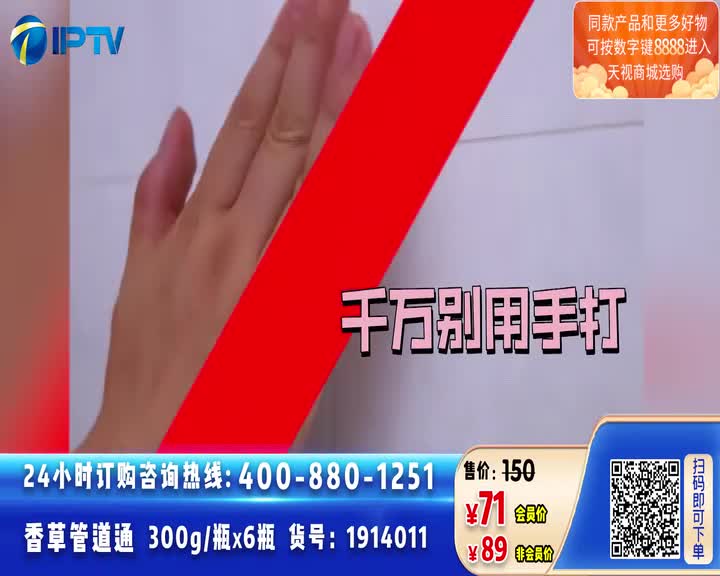 IPTV
同款产品和更多好物
可按数字键8888进入
天视商城选购
千万别用手打
24小时订购咨询热线:400-880-1251
香草管道通 300g/瓶x6瓶 货号: 1914011
售价: 150
¥71 会员价
¥89 非会员价
扫码即可下单